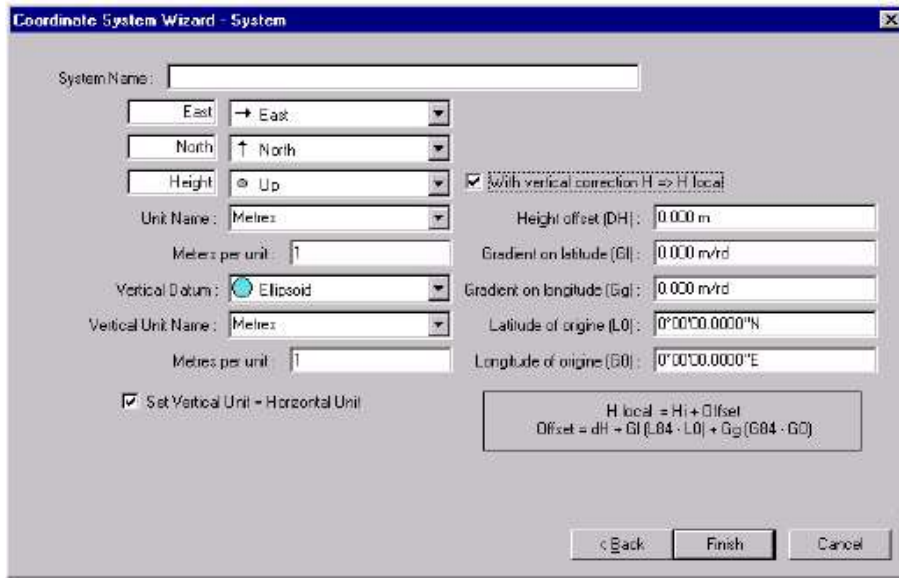 Coordinate System Wizard - System
System Name :
East → East
North ↑ North
Height Up
With vertical correction H => H local
Unit Name : Metres
Height offset (DH) : 0.000 m
Meters per unit : 1
Gradient on latitude (Gl) : 0.000 m/rd
Vertical Datum : Ellipsoid
Gradient on longitude (Gg) : 0.000 m/rd
Vertical Unit Name : Metres
Latitude of origine (L0) : 0°00'00.0000"N
Metres per unit : 1
Longitude of origine (G0) : 0°00'00.0000"E
Set Vertical Unit = Horizontal Unit
H local = Hi + Offset
Offset = dH + Gl (L84 - L0) + Gg (G84 - G0)
< Back
Finish
Cancel